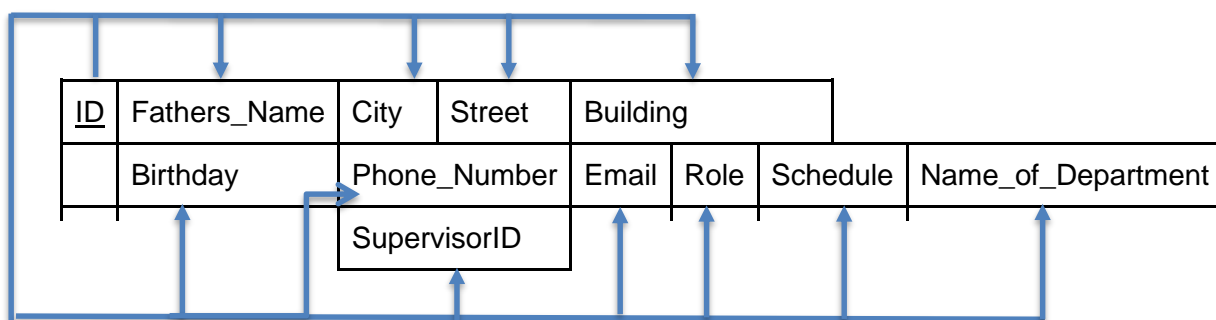 ID Fathers_Name City Street Building
Birthday Phone_Number Email Role Schedule Name_of_Department
SupervisorID